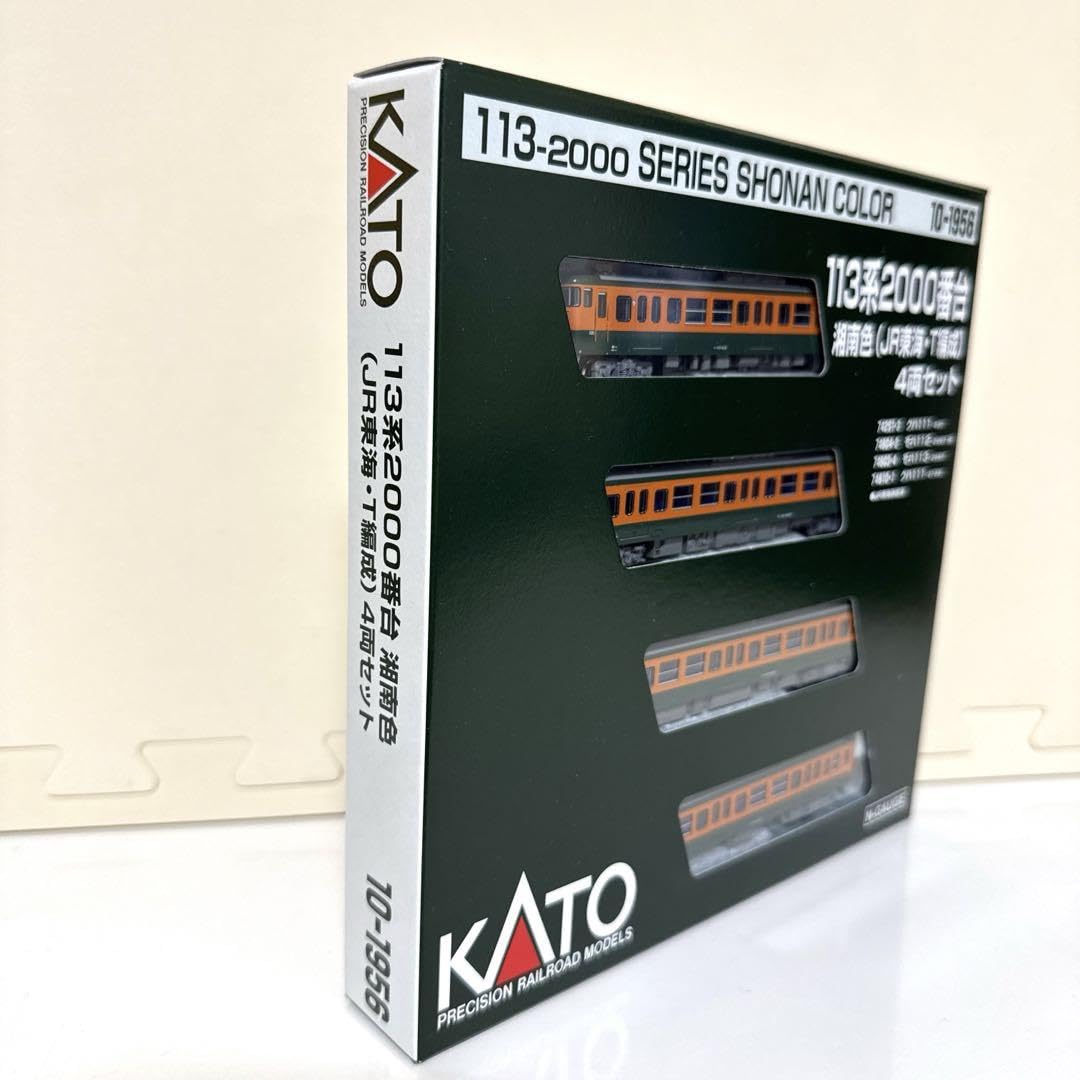 KATO
PRECISION RAILROAD MODELS
113系2000番台 湘南色
(JR東海・T編成) 4両セット
10-1956
113-2000 SERIES SHONAN COLOR
10-1956
113系2000番台
湘南色(JR東海・T編成)
4両セット
N-GAUGE
KATO
PRECISION RAILROAD MODELS